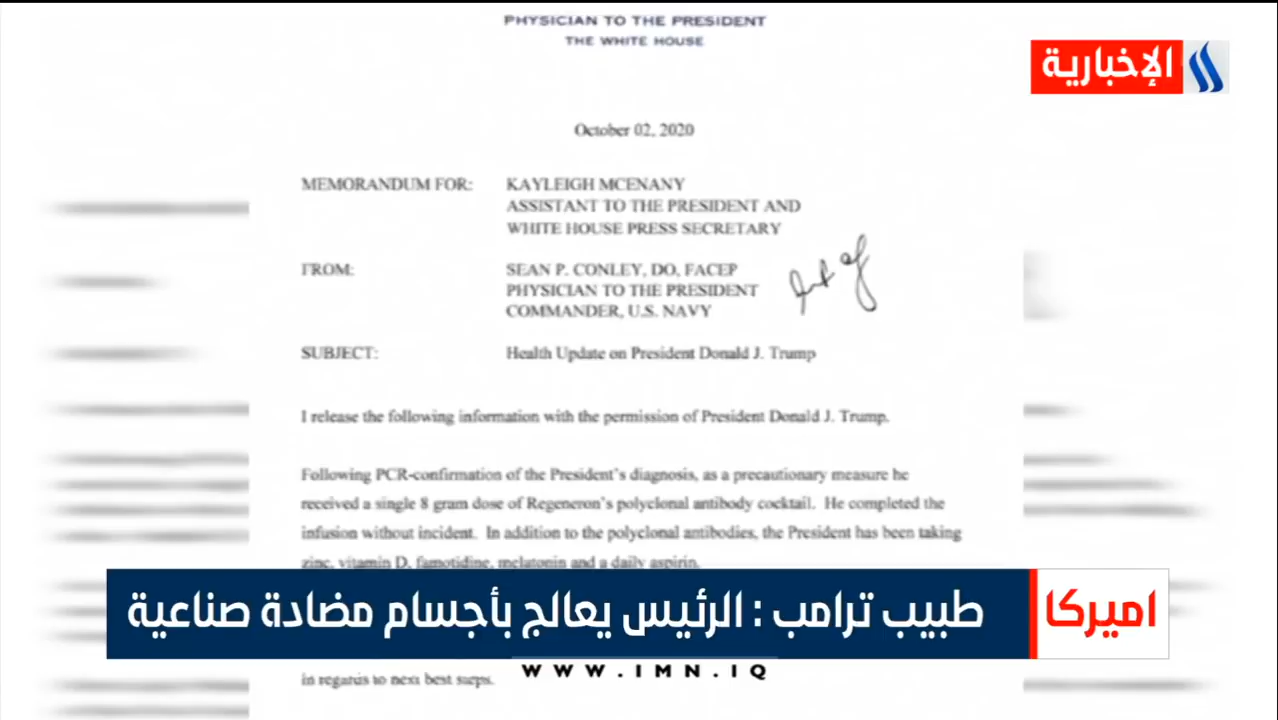 PHYSICIAN TO THE PRESIDENT
THE WHITE HOUSE
الإخبارية
October 02, 2020
MEMORANDUM FOR: KAYLEIGH MCENANY
ASSISTANT TO THE PRESIDENT AND
WHITE HOUSE PRESS SECRETARY
FROM: SEAN P. CONLEY, DO, FACEP
PHYSICIAN TO THE PRESIDENT
COMMANDER, U.S. NAVY
SUBJECT: Health Update on President Donald J. Trump
I release the following information with the permission of President Donald J. Trump.
Following PCR-confirmation of the President's diagnosis, as a precautionary measure he
received a single 8 gram dose of Regeneron's polyclonal antibody cocktail. He completed the
infusion without incident. In addition to the polyclonal antibodies, the President has been taking
zinc, vitamin D, famotidine, melatonin and a daily aspirin.
اميركا
طبيب ترامب : الرئيس يعالج بأجسام مضادة صناعية
WWW.IMN.IQ
in regards to next best steps.